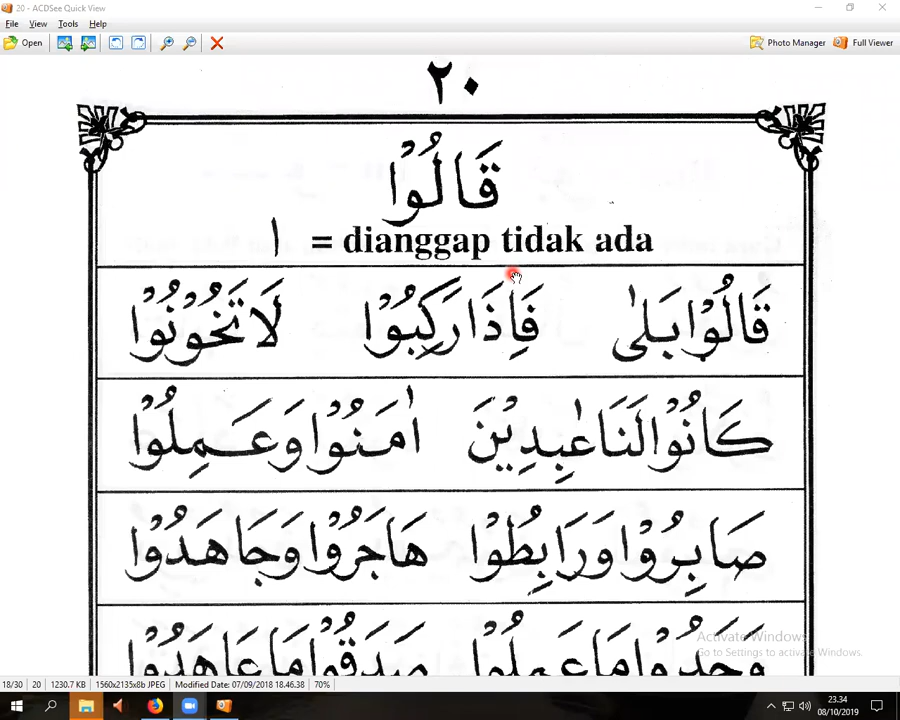 20 - ACDSee Quick View
File View Tools Help
Open
Photo Manager Full Viewer
٢٠
قَالُوْا
ا = dianggap tidak ada
قَالُوْا بَلٰى فَاِذَا رَكِبُوْا لَا تَخُوْنُوْا
كَانُوْا لَنَا عٰبِدِيْنَ اٰمَنُوْا وَعَمِلُوْا
صَابِرُوْا وَرَابِطُوْا هَاجَرُوْا وَجَاهَدُوْا
وَجَدُوْا مَا عَمِلُوْا صَدَقُوْا مَا عَاهَدُوْا
Activate Windows
Go to Settings to activate Windows.
18/30 20 1230.7 KB 1560x2135x8b JPEG Modified Date: 07/09/2018 18.46.38 70%
23.34
08/10/2019